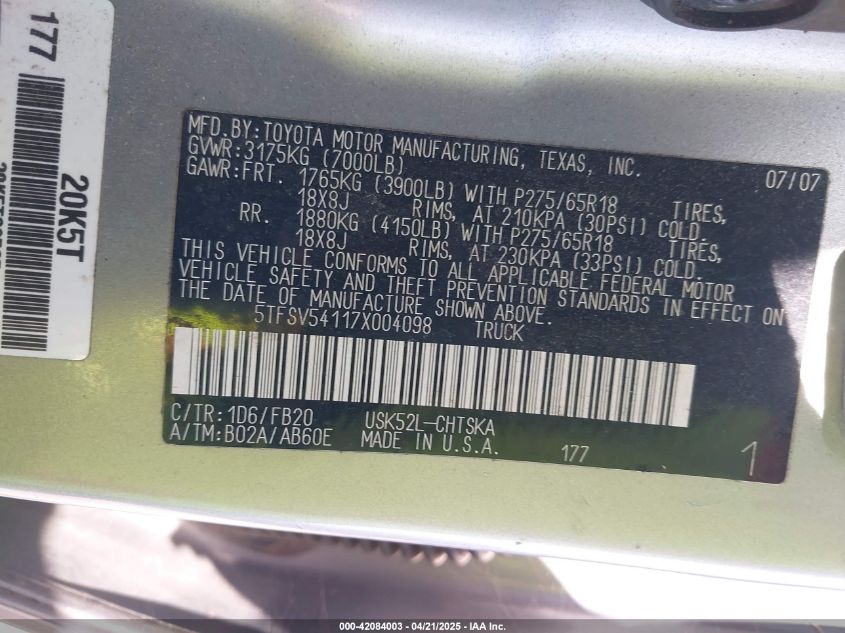 177
20K5T
MFD.BY:TOYOTA MOTOR MANUFACTURING, TEXAS, INC. 07/07
GVWR:3175KG (7000LB)
GAWR:FRT. 1765KG (3900LB) WITH P275/65R18 TIRES,
18X8J RIMS, AT 210KPA (30PSI) COLD.
RR. 1880KG (4150LB) WITH P275/65R18 TIRES,
18X8J RIMS, AT 230KPA (33PSI) COLD.
THIS VEHICLE CONFORMS TO ALL APPLICABLE FEDERAL MOTOR
VEHICLE SAFETY AND THEFT PREVENTION STANDARDS IN EFFECT ON
THE DATE OF MANUFACTURE SHOWN ABOVE.
5TFSV54117X004098 TRUCK
C/TR:1D6/FB20 USK52L-CHTSKA
A/TM:B02A/AB60E MADE IN U.S.A. 177 1
000-42084003 - 04/21/2025 - IAA Inc.